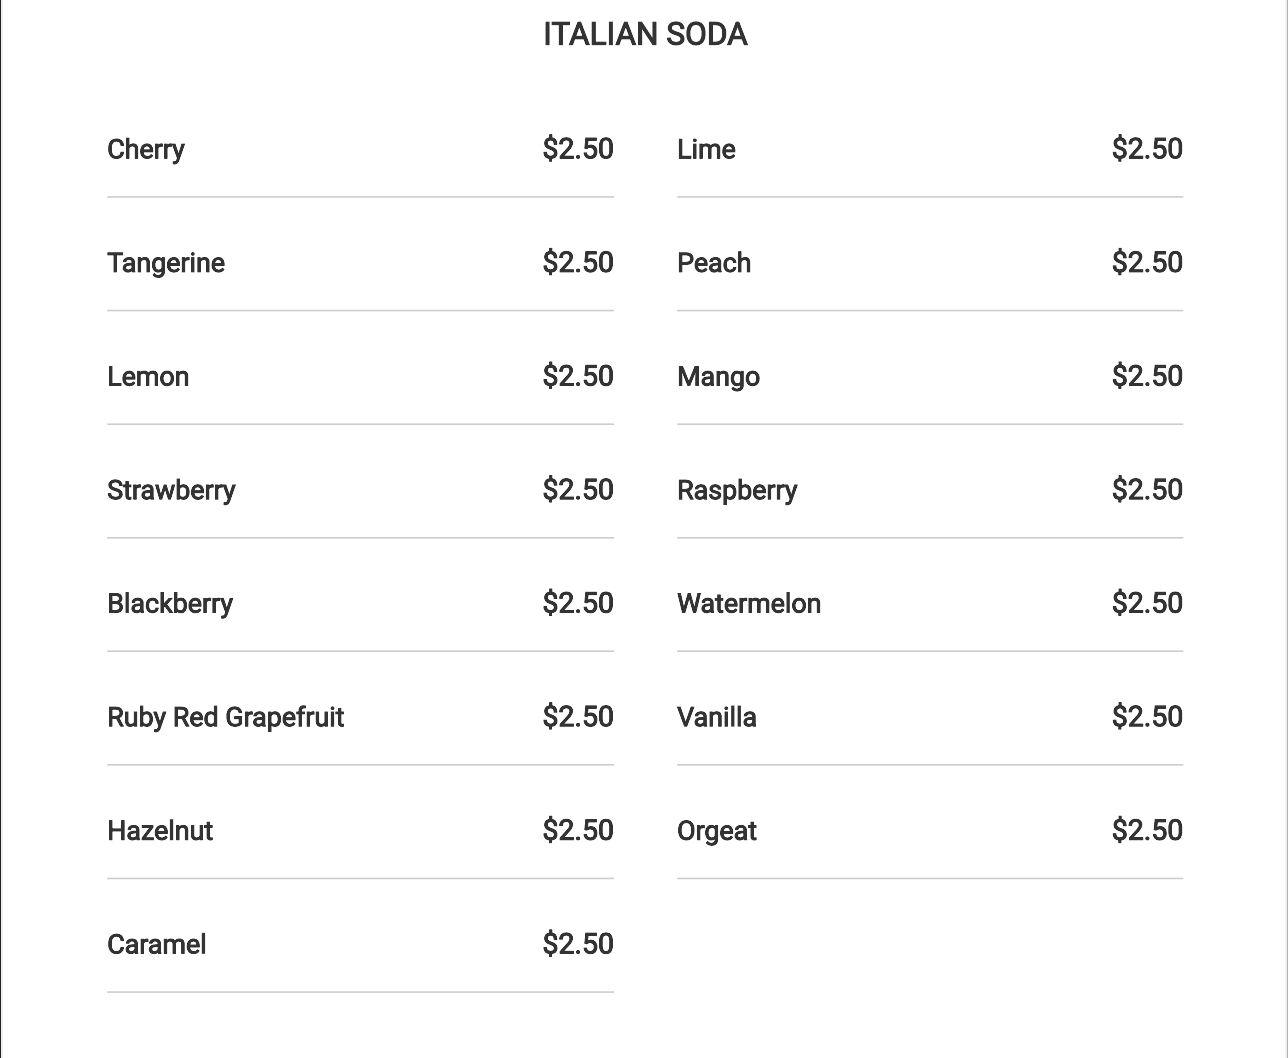 ITALIAN SODA
Cherry $2.50 Lime $2.50
Tangerine $2.50 Peach $2.50
Lemon $2.50 Mango $2.50
Strawberry $2.50 Raspberry $2.50
Blackberry $2.50 Watermelon $2.50
Ruby Red Grapefruit $2.50 Vanilla $2.50
Hazelnut $2.50 Orgeat $2.50
Caramel $2.50